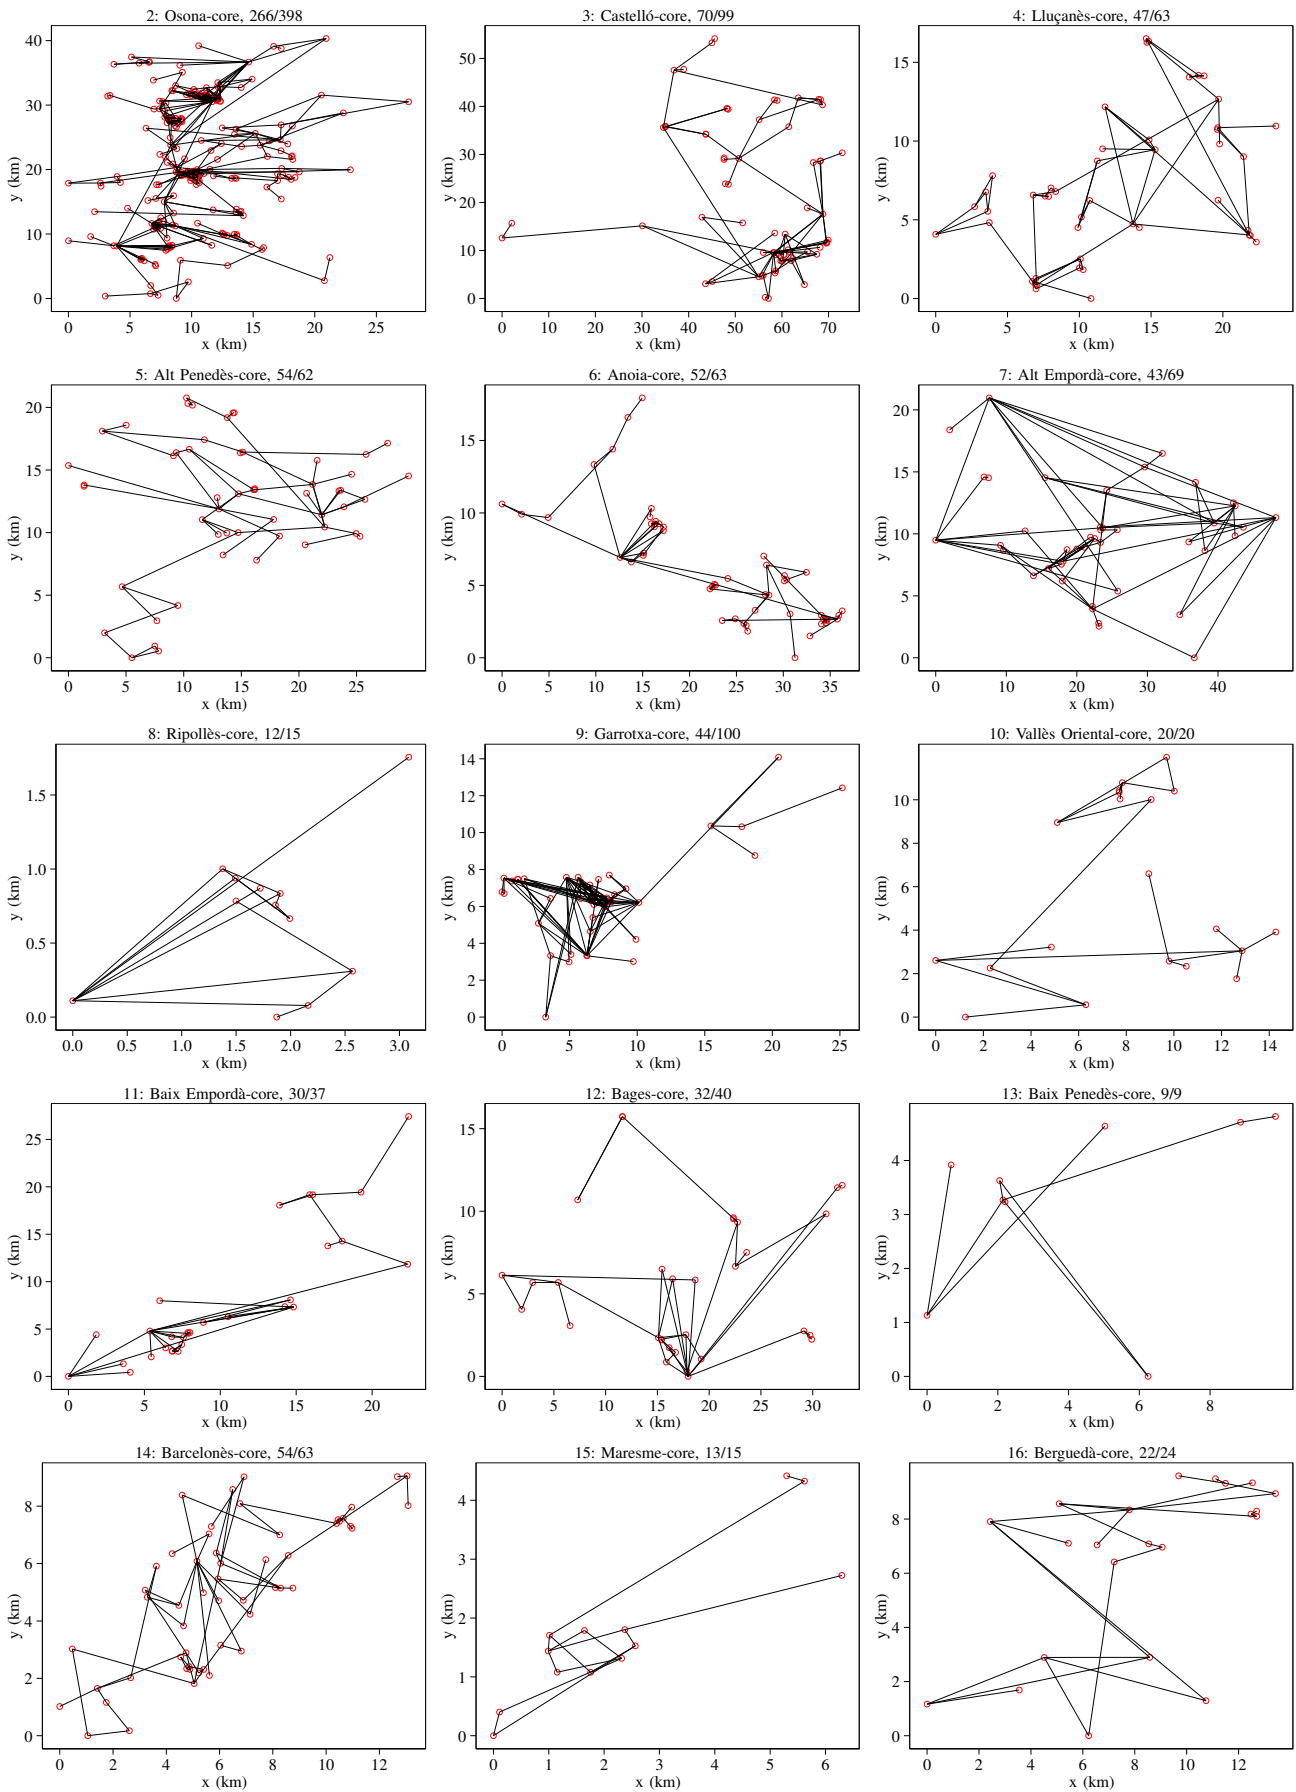 2: Osona-core, 266/398
40
30
20
10
0
y (km)
0 5 10 15 20 25
x (km)
3: Castelló-core, 70/99
50
40
30
20
10
0
y (km)
0 10 20 30 40 50 60 70
x (km)
4: Lluçanès-core, 47/63
15
10
5
0
y (km)
0 5 10 15 20
x (km)
5: Alt Penedès-core, 54/62
20
15
10
5
0
y (km)
0 5 10 15 20 25
x (km)
6: Anoia-core, 52/63
15
10
5
0
y (km)
0 5 10 15 20 25 30 35
x (km)
7: Alt Empordà-core, 43/69
20
15
10
5
0
y (km)
0 10 20 30 40
x (km)
8: Ripollès-core, 12/15
1.5
1.0
0.5
0.0
y (km)
0.0 0.5 1.0 1.5 2.0 2.5 3.0
x (km)
9: Garrotxa-core, 44/100
14
12
10
8
6
4
2
0
y (km)
0 5 10 15 20 25
x (km)
10: Vallès Oriental-core, 20/20
10
8
6
4
2
0
y (km)
0 2 4 6 8 10 12 14
x (km)
11: Baix Empordà-core, 30/37
25
20
15
10
5
0
y (km)
0 5 10 15 20
x (km)
12: Bages-core, 32/40
15
10
5
0
y (km)
0 5 10 15 20 25 30
x (km)
13: Baix Penedès-core, 9/9
4
3
2
1
0
y (km)
0 2 4 6 8
x (km)
14: Barcelonès-core, 54/63
8
6
4
2
0
y (km)
0 2 4 6 8 10 12
x (km)
15: Maresme-core, 13/15
4
3
2
1
0
y (km)
0 1 2 3 4 5 6
x (km)
16: Berguedà-core, 22/24
8
6
4
2
0
y (km)
0 2 4 6 8 10 12
x (km)